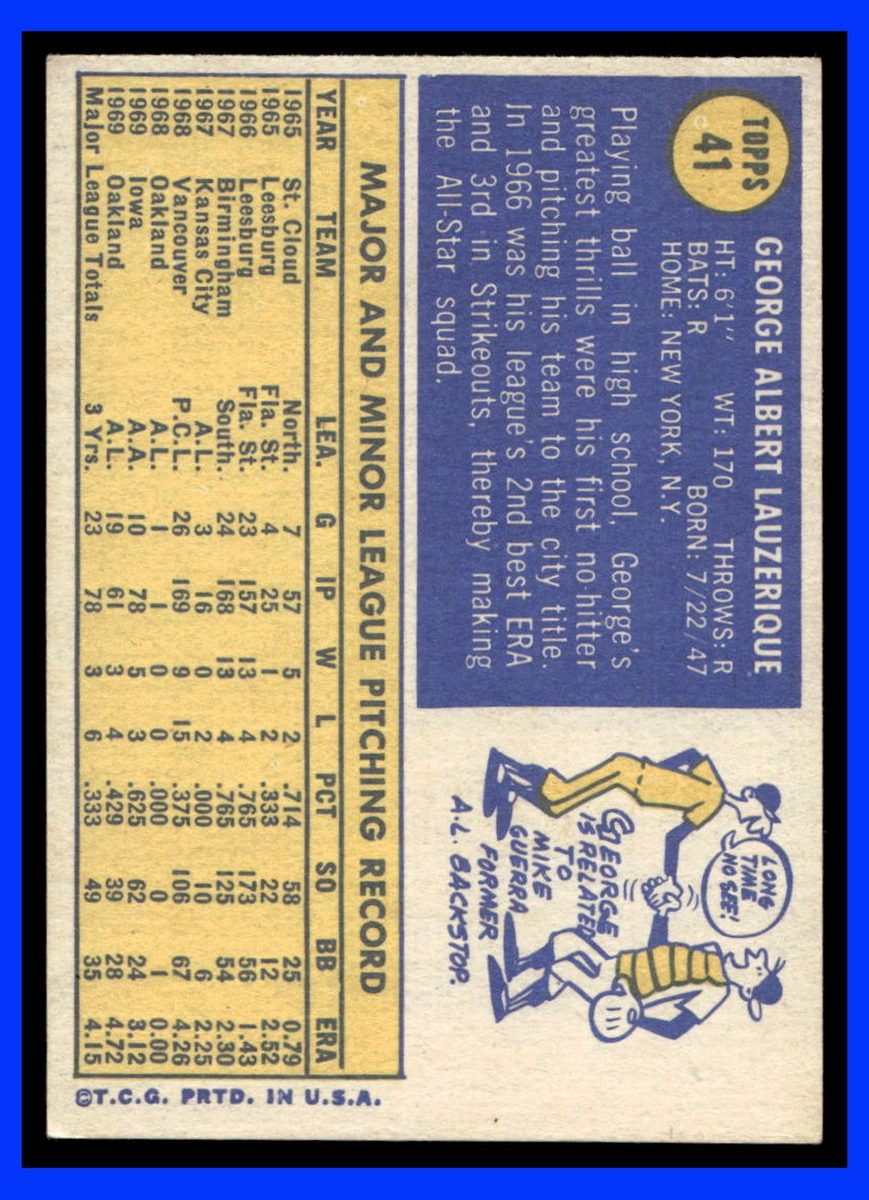 TOPPS
41
GEORGE ALBERT LAUZERIQUE
HT: 6'1" WT: 170 THROWS: R
BATS: R BORN: 7/22/47
HOME: NEW YORK, N.Y.
Playing ball in high school, George's
greatest thrills were his first no-hitter
and pitching his team to the city title.
In 1966 was his league's 2nd best ERA
and 3rd in Strikeouts, thereby making
the All-Star squad.
LONG
TIME
NO SEE!
GEORGE
IS RELATED
TO
MIKE
GUERRA
FORMER
A.L. BACKSTOP.
MAJOR AND MINOR LEAGUE PITCHING RECORD
YEAR TEAM LEA. G IP W L PCT SO BB ERA
1965 St. Cloud North. 7 57 5 2 .714 58 25 0.79
1965 Leesburg Fla. St. 4 25 1 2 .333 22 12 2.52
1966 Leesburg Fla. St. 23 157 13 4 .765 173 56 1.43
1967 Birmingham South. 24 168 13 4 .765 125 54 2.30
1967 Kansas City A.L. 3 16 0 2 .000 10 6 2.25
1968 Vancouver P.C.L. 26 169 9 15 .375 106 67 4.26
1968 Oakland A.L. 1 1 0 0 .000 0 1 0.00
1969 Iowa A.A. 10 78 5 3 .625 62 24 3.12
1969 Oakland A.L. 19 61 3 4 .429 39 28 4.72
Major League Totals 3 Yrs. 23 78 3 6 .333 49 35 4.15
©T.C.G. PRTD. IN U.S.A.